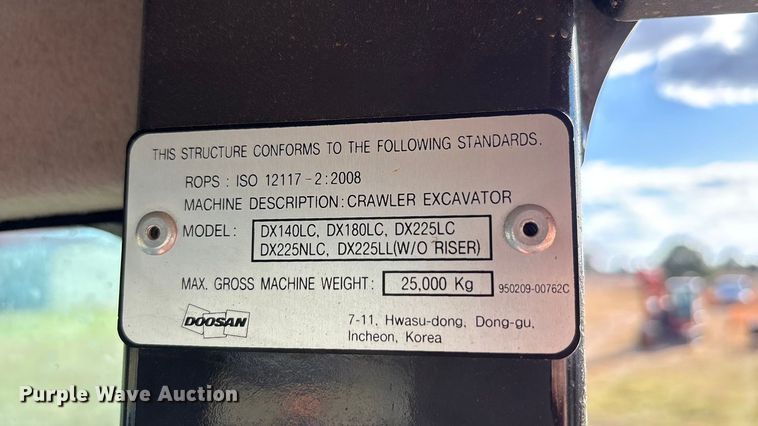 THIS STRUCTURE CONFORMS TO THE FOLLOWING STANDARDS.
ROPS : ISO 12117-2:2008
MACHINE DESCRIPTION: CRAWLER EXCAVATOR
MODEL : DX140LC, DX180LC, DX225LC
DX225NLC, DX225LL(W/O RISER)
MAX. GROSS MACHINE WEIGHT : 25,000 Kg 950209-00762C
DOOSAN
7-11, Hwasu-dong, Dong-gu,
Incheon, Korea
Purple Wave Auction